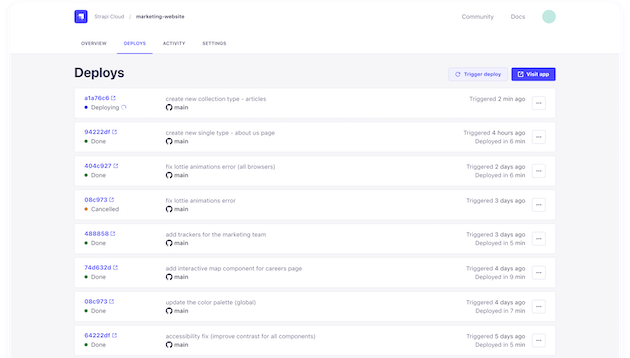 Strapi Cloud / marketing-website
Community Docs
OVERVIEW DEPLOYS ACTIVITY SETTINGS
Deploys
Trigger deploy
Visit app
a1a76c6 create new collection type - articles Triggered 2 min ago
Deploying main
94222df create new single type - about us page Triggered 4 hours ago
Done main Deployed in 6 min
404c927 fix lottie animations error (all browsers) Triggered 2 days ago
Done main Deployed in 6 min
08c973 fix lottie animations error Triggered 3 days ago
Cancelled main
488858 add trackers for the marketing team Triggered 3 days ago
Done main Deployed in 5 min
74d632d add interactive map component for careers page Triggered 4 days ago
Done main Deployed in 9 min
08c973 update the color palette (global) Triggered 4 days ago
Done main Deployed in 7 min
64222df accessibility fix (improve contrast for all components) Triggered 5 days ago
Done main Deployed in 5 min